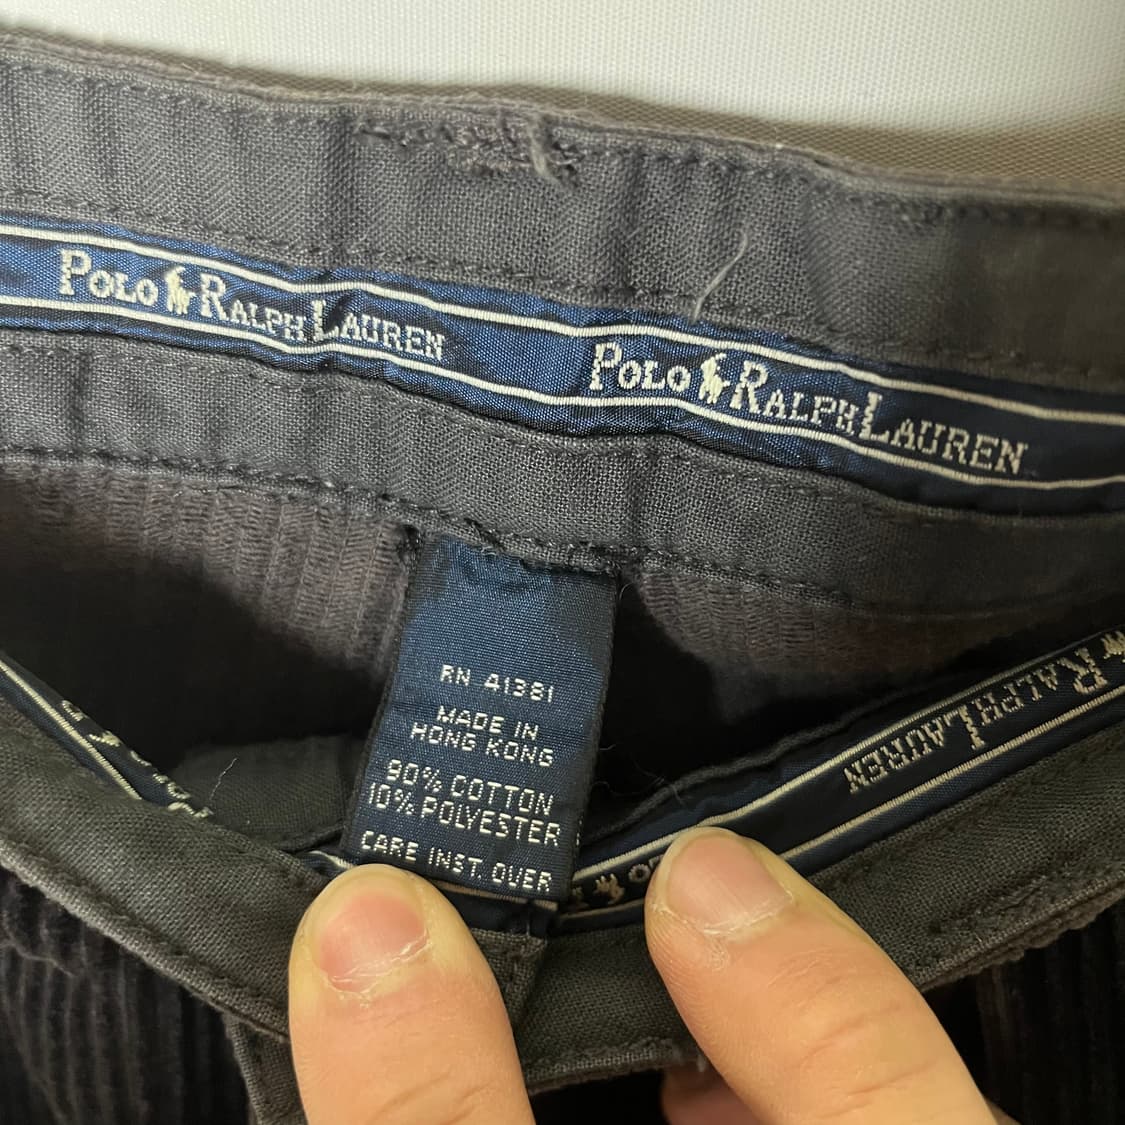 POLO RALPH LAUREN POLO RALPH LAUREN
RN 41381
MADE IN
HONG KONG
90% COTTON
10% POLYESTER
CARE INST. OVER
RALPH LAUREN